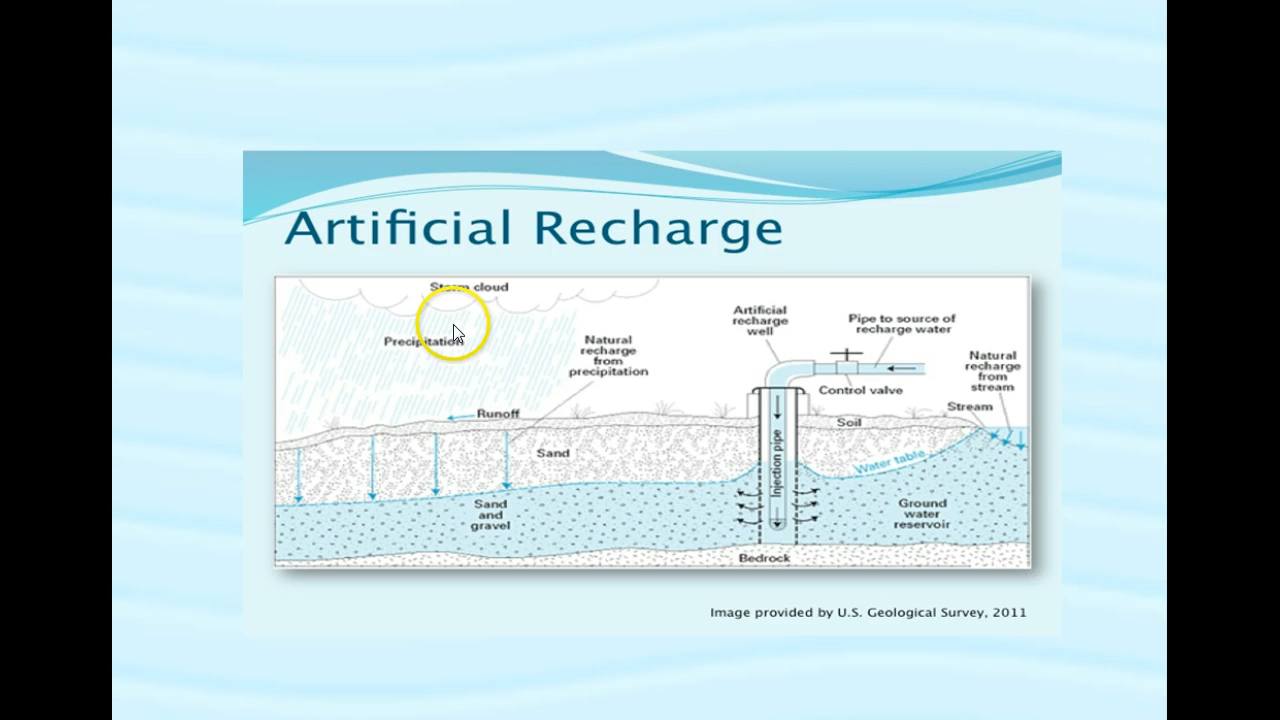 Artificial Recharge
Storm cloud
Precipitation
Natural
recharge
from
precipitation
Artificial
recharge
well
Pipe to source of
recharge water
Natural
recharge
from
stream
Control valve
Stream
Runoff
Soil
Sand
Injection pipe
Water table
Sand
and
gravel
Ground
water
reservoir
Bedrock
Image provided by U.S. Geological Survey, 2011